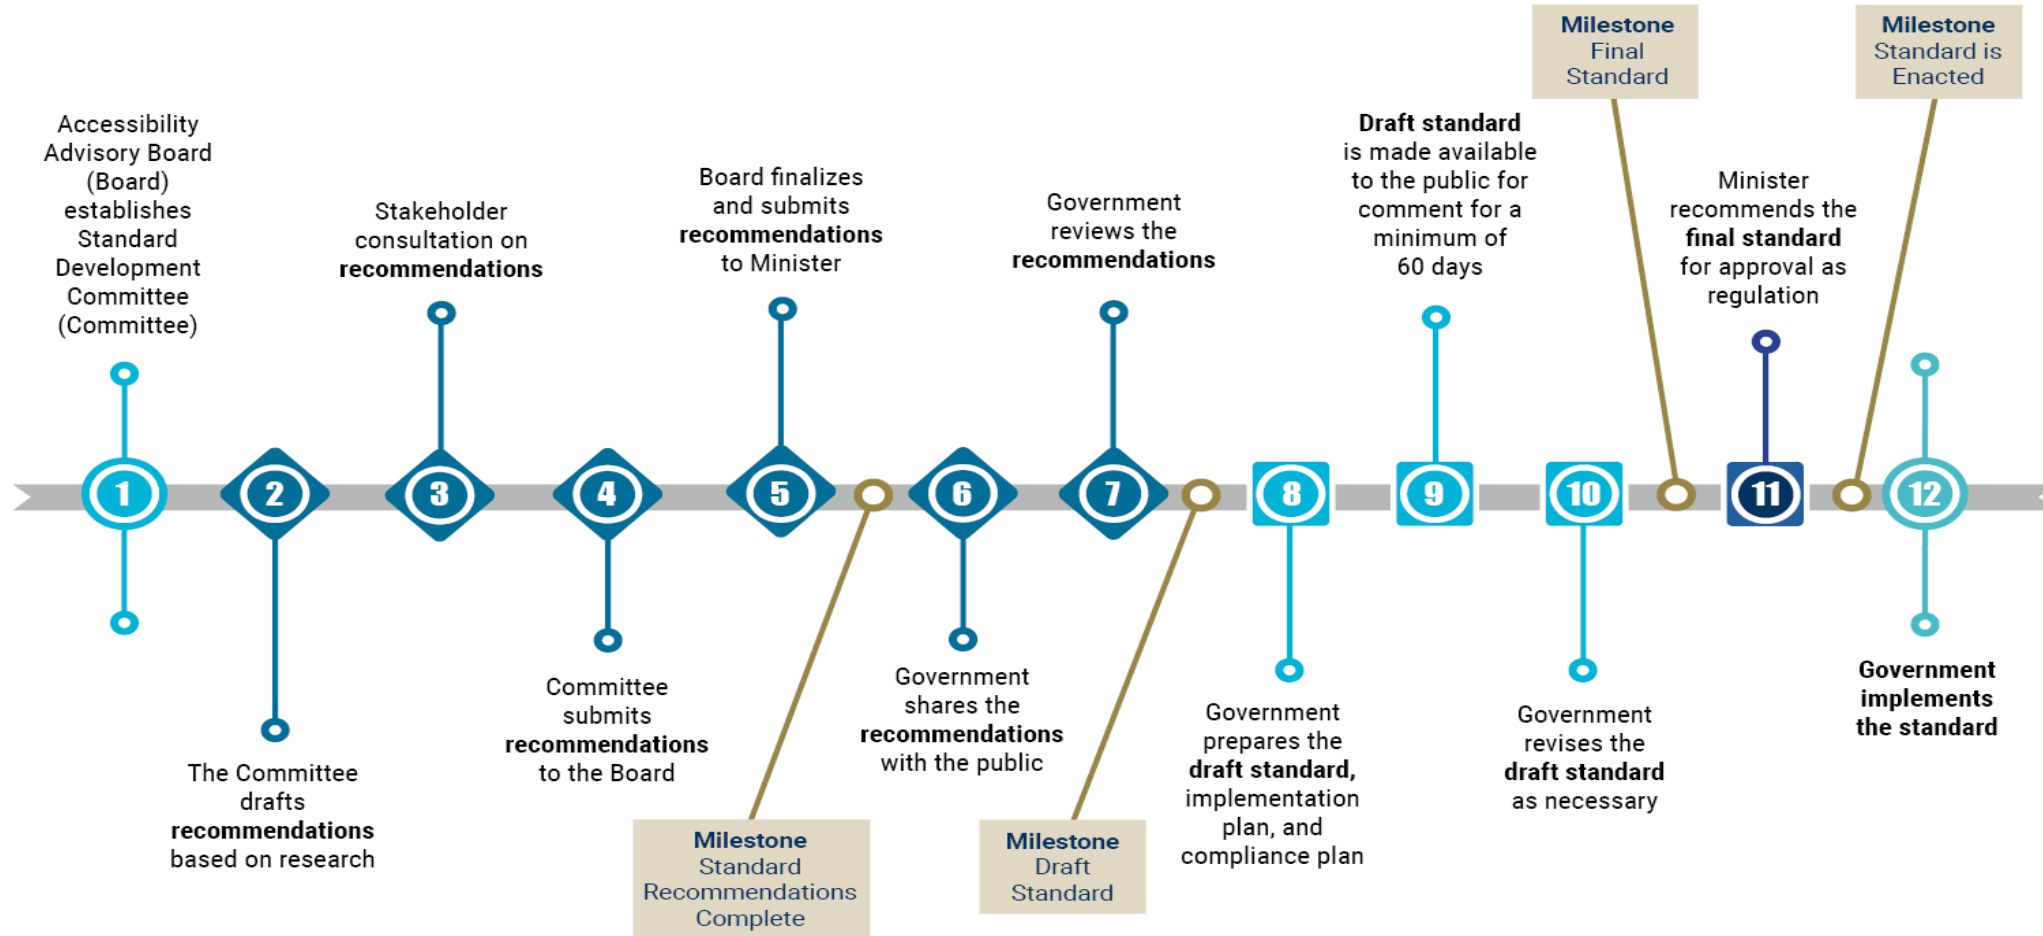 Accessibility
Advisory Board
(Board)
establishes
Standard
Development
Committee
(Committee)
1
The Committee
drafts
recommendations
based on research
2
Stakeholder
consultation on
recommendations
3
Committee
submits
recommendations
to the Board
4
Board finalizes
and submits
recommendations
to Minister
5
Milestone
Standard
Recommendations
Complete
Government
shares the
recommendations
with the public
6
Government
reviews the
recommendations
7
Milestone
Draft
Standard
Government
prepares the
draft standard,
implementation
plan, and
compliance plan
8
Draft standard
is made available
to the public for
comment for a
minimum of
60 days
9
Government
revises the
draft standard
as necessary
10
Milestone
Final
Standard
Minister
recommends the
final standard
for approval as
regulation
11
Milestone
Standard is
Enacted
12
Government
implements
the standard